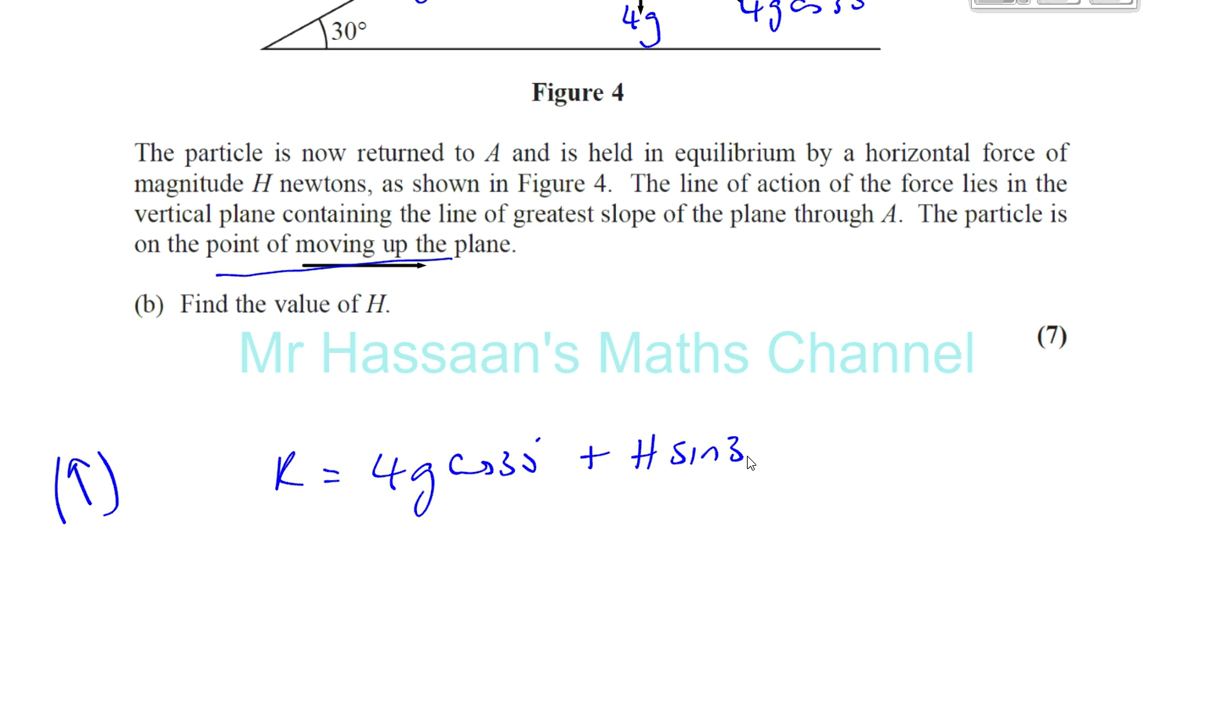 30°
4g
4g cos 30
Figure 4
The particle is now returned to A and is held in equilibrium by a horizontal force of
magnitude H newtons, as shown in Figure 4. The line of action of the force lies in the
vertical plane containing the line of greatest slope of the plane through A. The particle is
on the point of moving up the plane.
(b) Find the value of H.
(7)
Mr Hassaan's Maths Channel
(↑) R = 4g cos 30 + H sin 3